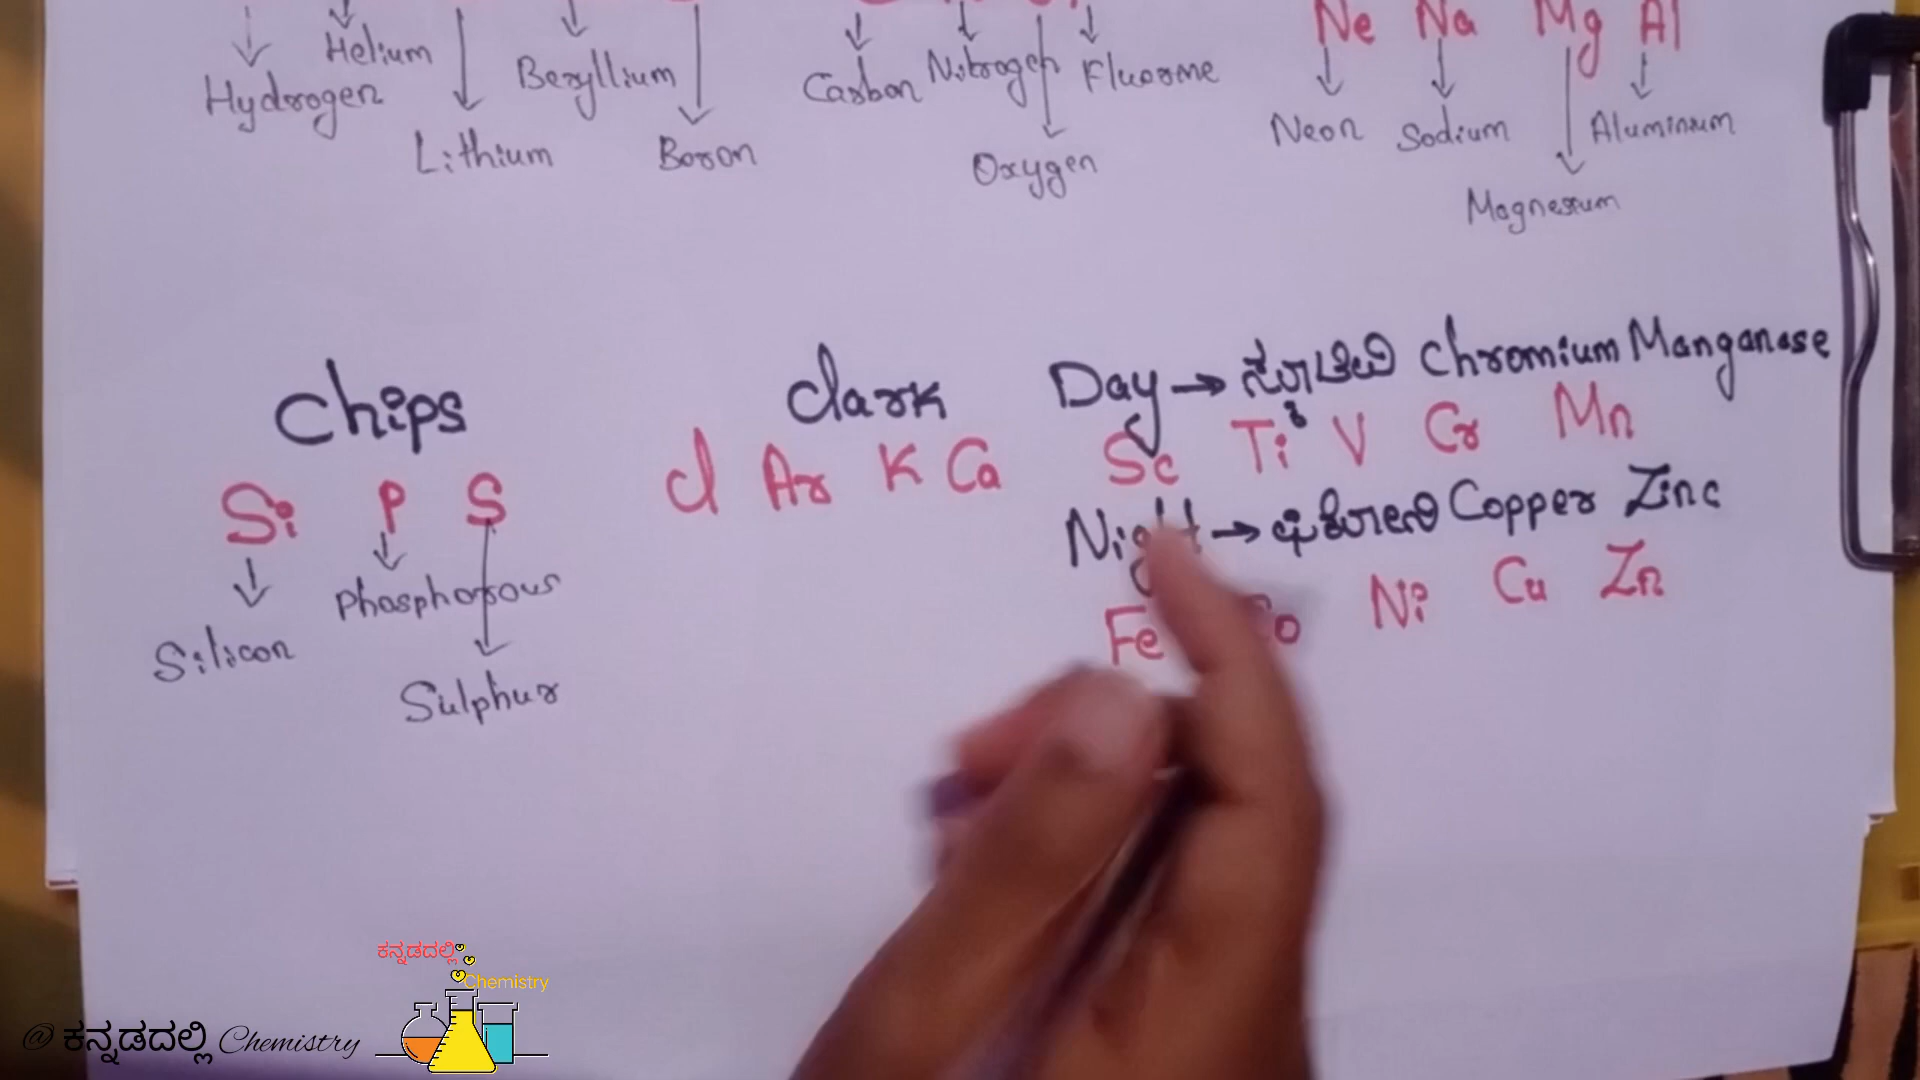 Ne Na Mg Al
Helium Beryllium Carbon Nitrogen Fluorine
Hydrogen Neon Sodium Aluminium
Lithium Boron Oxygen
Magnesium
Chips Clark Day → Chromium Manganese
Si P S Cl Ar K Ca Sc Ti V Cr Mn
Night → Copper Zinc
Silicon Phosphorous Fe Co Ni Cu Zn
Sulphur
ಕನ್ನಡದಲ್ಲಿ
Chemistry
@ ಕನ್ನಡದಲ್ಲಿ Chemistry